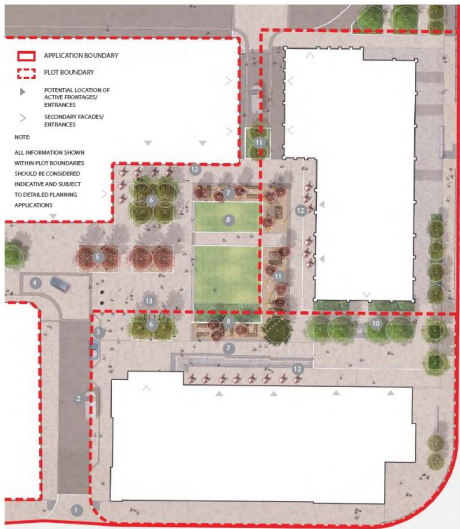 APPLICATION BOUNDARY
PLOT BOUNDARY
POTENTIAL LOCATION OF
ACTIVE FRONTAGES/
ENTRANCES
SECONDARY FACADES/
ENTRANCES
NOTE:
ALL INFORMATION SHOWN
WITHIN PLOT BOUNDARIES
SHOULD BE CONSIDERED
INDICATIVE AND SUBJECT
TO DETAILED PLANNING
APPLICATIONS
11
12
7
6
8
12
5
11
4
13
3
6
9
10
7
12
2
1